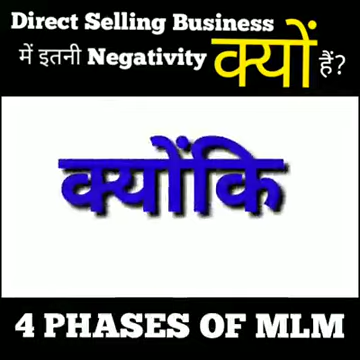 Direct Selling Business
में इतनी Negativity क्यों हैं?
क्योंकि
4 PHASES OF MLM